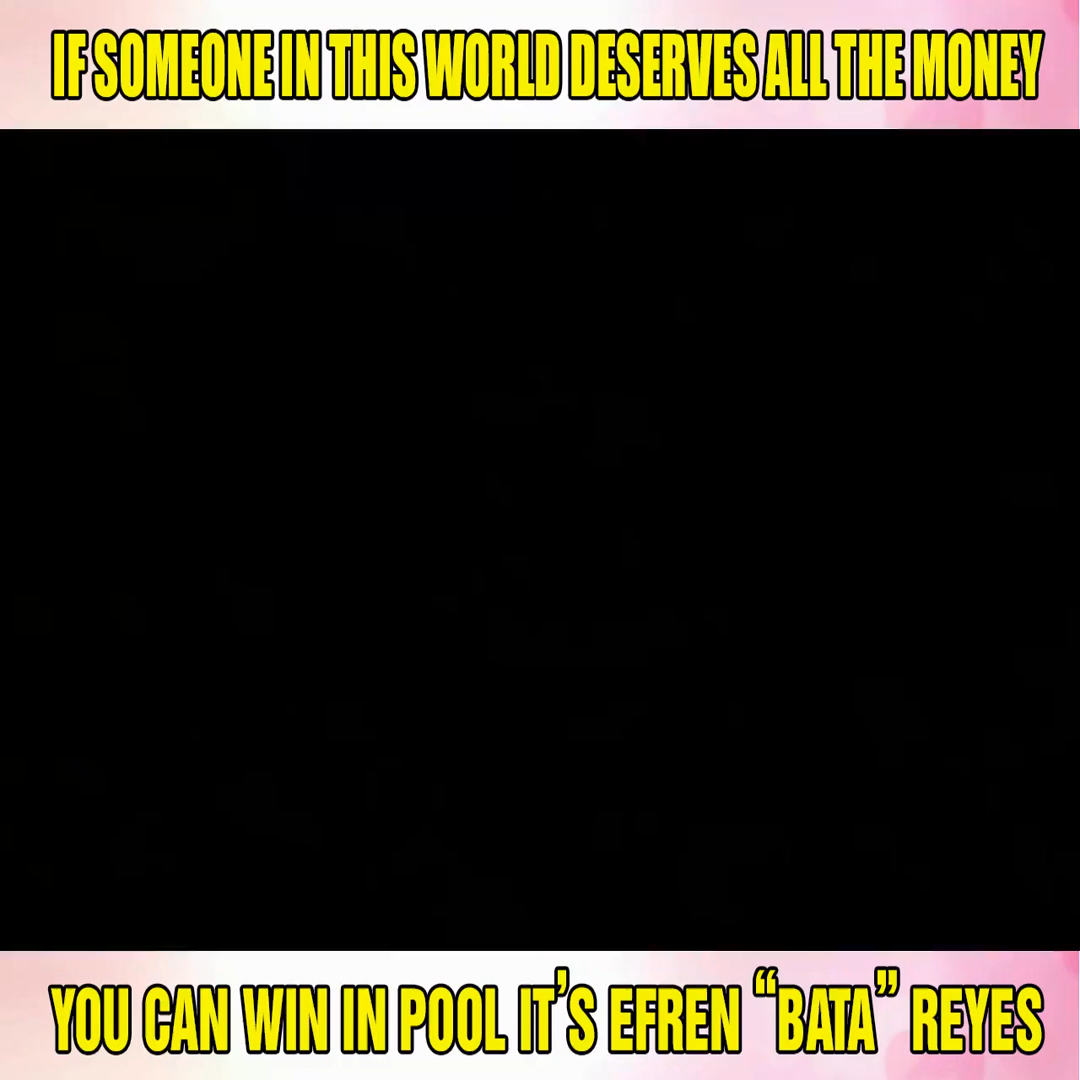 IF SOMEONE IN THIS WORLD DESERVES ALL THE MONEY
YOU CAN WIN IN POOL IT'S EFREN “BATA” REYES